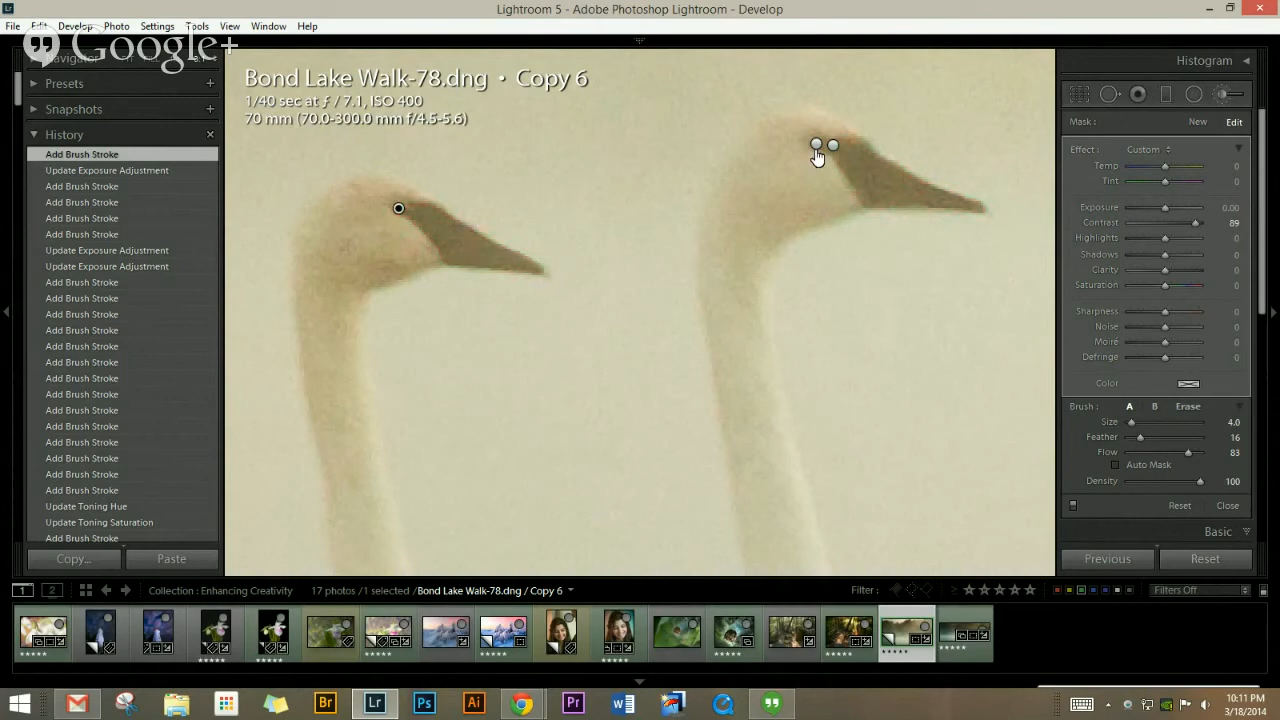 Lightroom 5 - Adobe Photoshop Lightroom - Develop
Lr
File Edit Develop Photo Settings Tools View Window Help
Google+
Navigator
Presets
Snapshots
History
Add Brush Stroke
Update Exposure Adjustment
Add Brush Stroke
Add Brush Stroke
Add Brush Stroke
Add Brush Stroke
Update Exposure Adjustment
Update Exposure Adjustment
Add Brush Stroke
Add Brush Stroke
Add Brush Stroke
Add Brush Stroke
Add Brush Stroke
Add Brush Stroke
Add Brush Stroke
Add Brush Stroke
Add Brush Stroke
Add Brush Stroke
Add Brush Stroke
Add Brush Stroke
Add Brush Stroke
Add Brush Stroke
Update Toning Hue
Update Toning Saturation
Add Brush Stroke
Copy... Paste
Bond Lake Walk-78.dng • Copy 6
1/40 sec at ƒ / 7.1, ISO 400
70 mm (70.0-300.0 mm f/4.5-5.6)
Histogram
Mask : New Edit
Effect : Custom
Temp 0
Tint 0
Exposure 0.00
Contrast 89
Highlights 0
Shadows 0
Clarity 0
Saturation 0
Sharpness 0
Noise 0
Moiré 0
Defringe 0
Color
Brush : A B Erase
Size 4.0
Feather 16
Flow 83
Auto Mask
Density 100
Reset Close
Basic
Previous Reset
1 2 Collection : Enhancing Creativity 17 photos /1 selected /Bond Lake Walk-78.dng / Copy 6 Filter : Filters Off
Br Lr Ps Ai Pr
10:11 PM
3/18/2014